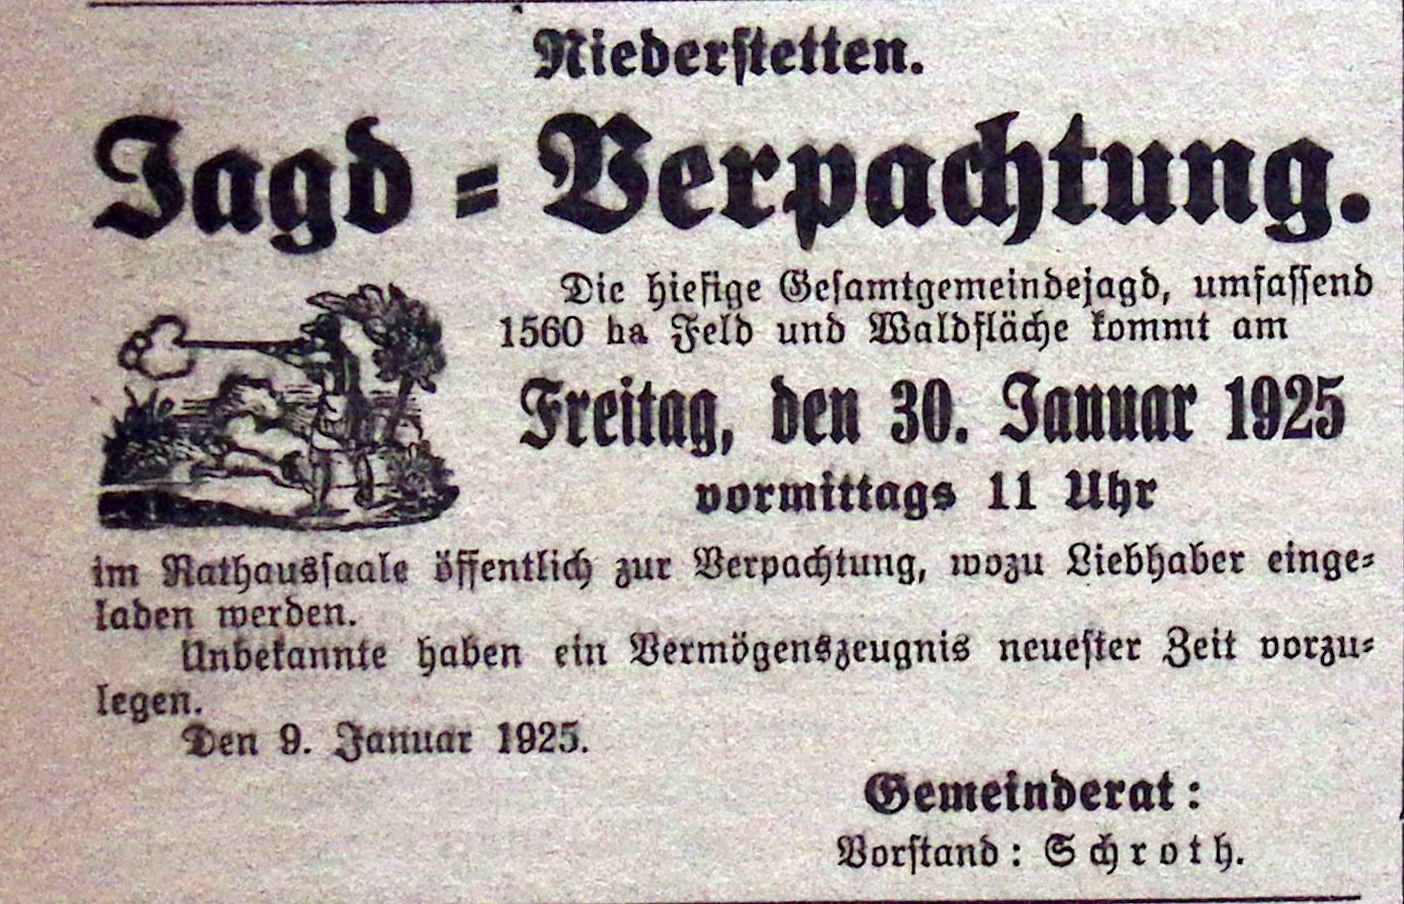 Niederstetten.
Jagd=Verpachtung.
Die hiesige Gesamtgemeindejagd, umfassend
1560 ha Feld und Waldfläche kommt am
Freitag, den 30. Januar 1925
vormittags 11 Uhr
im Rathaussaale öffentlich zur Verpachtung, wozu Liebhaber einge=
laden werden.
Unbekannte haben ein Vermögenszeugnis neuester Zeit vorzu=
legen.
Den 9. Januar 1925.
Gemeinderat:
Vorstand: Schroth.